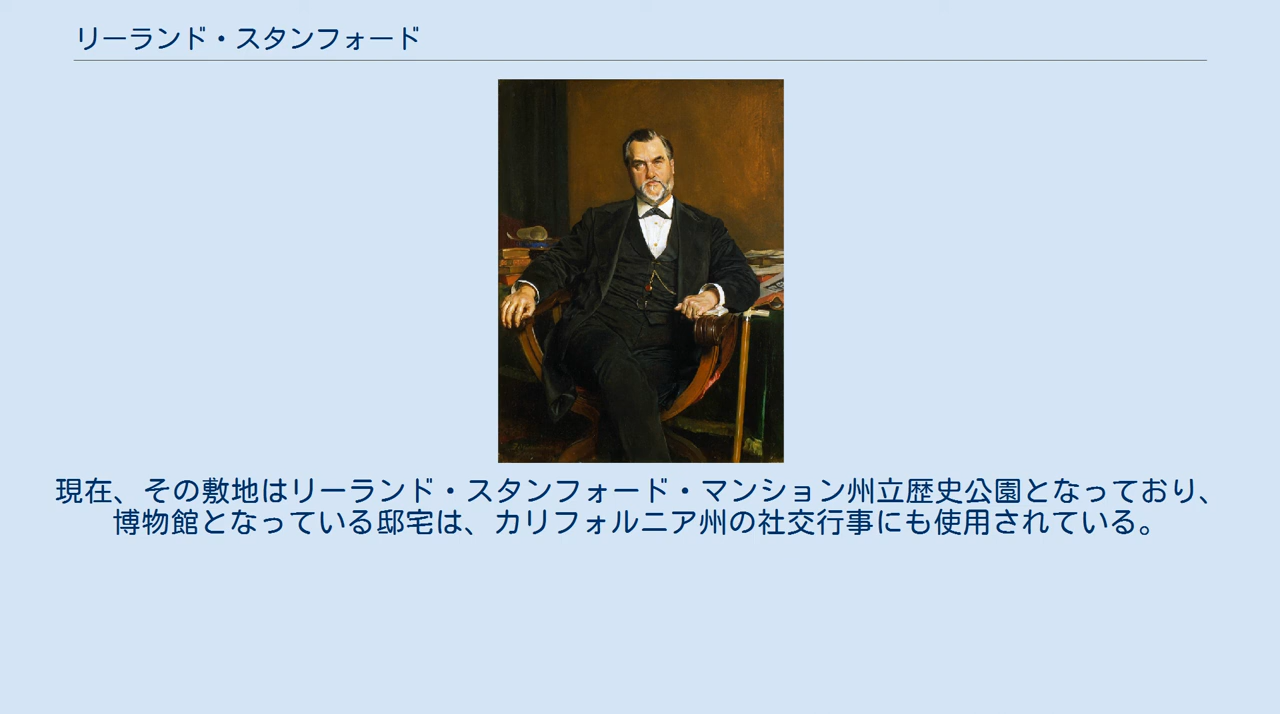 リーランド・スタンフォード
現在、その敷地はリーランド・スタンフォード・マンション州立歴史公園となっており、
博物館となっている邸宅は、カリフォルニア州の社交行事にも使用されている。